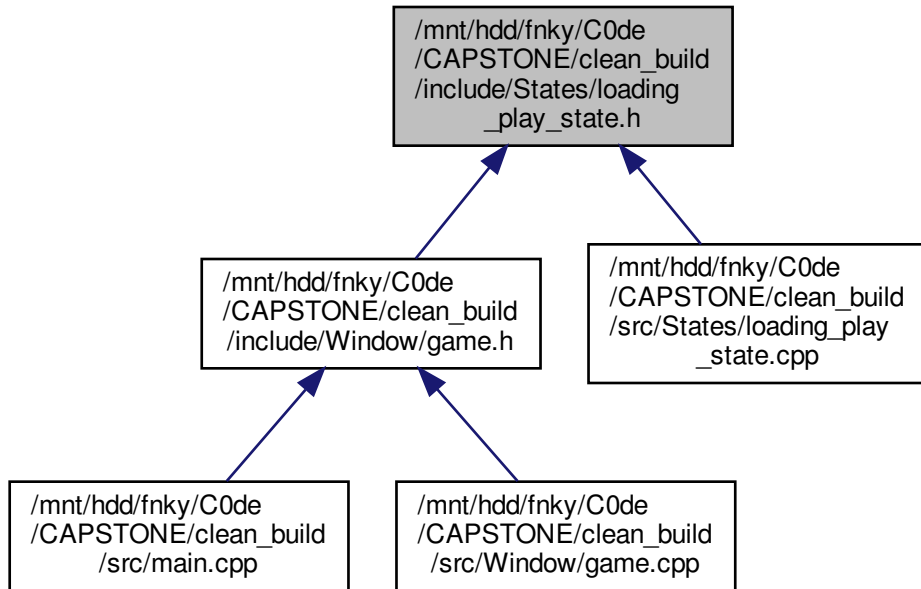 /mnt/hdd/fnky/C0de
/CAPSTONE/clean_build
/include/States/loading
_play_state.h
/mnt/hdd/fnky/C0de
/CAPSTONE/clean_build
/include/Window/game.h
/mnt/hdd/fnky/C0de
/CAPSTONE/clean_build
/src/States/loading_play
_state.cpp
/mnt/hdd/fnky/C0de
/CAPSTONE/clean_build
/src/main.cpp
/mnt/hdd/fnky/C0de
/CAPSTONE/clean_build
/src/Window/game.cpp